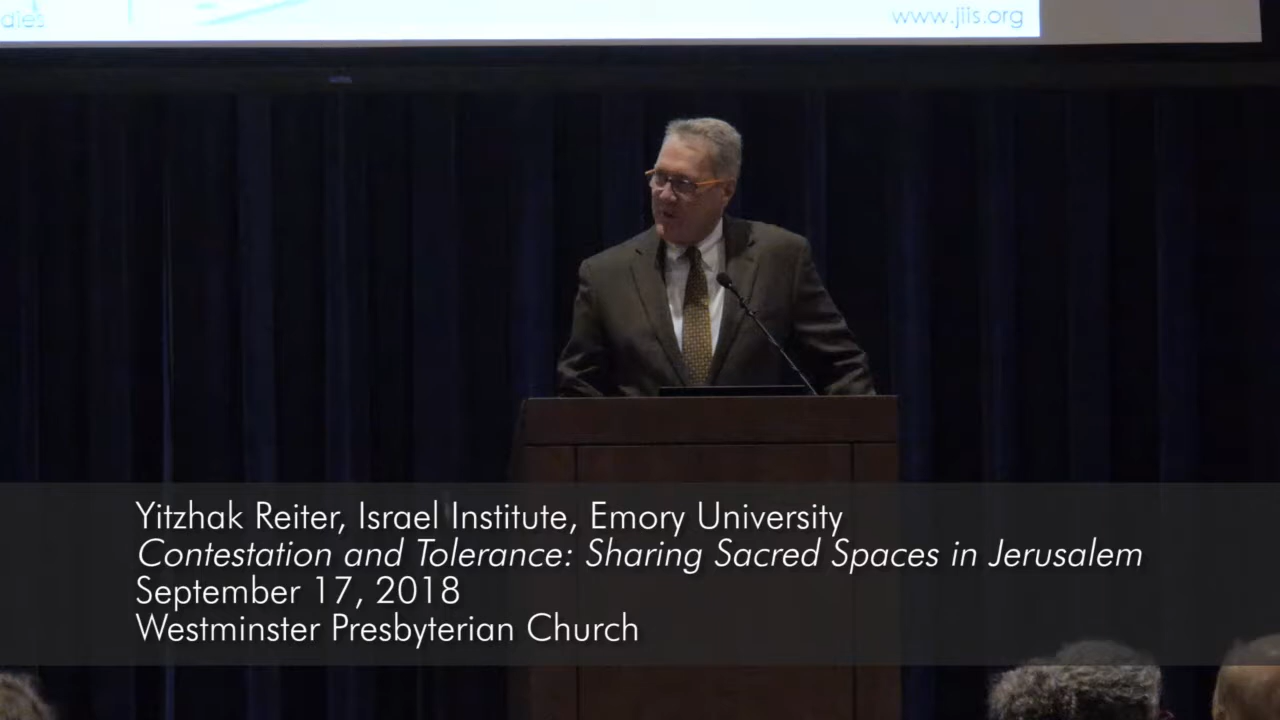 www.jiis.org
Yitzhak Reiter, Israel Institute, Emory University
Contestation and Tolerance: Sharing Sacred Spaces in Jerusalem
September 17, 2018
Westminster Presbyterian Church